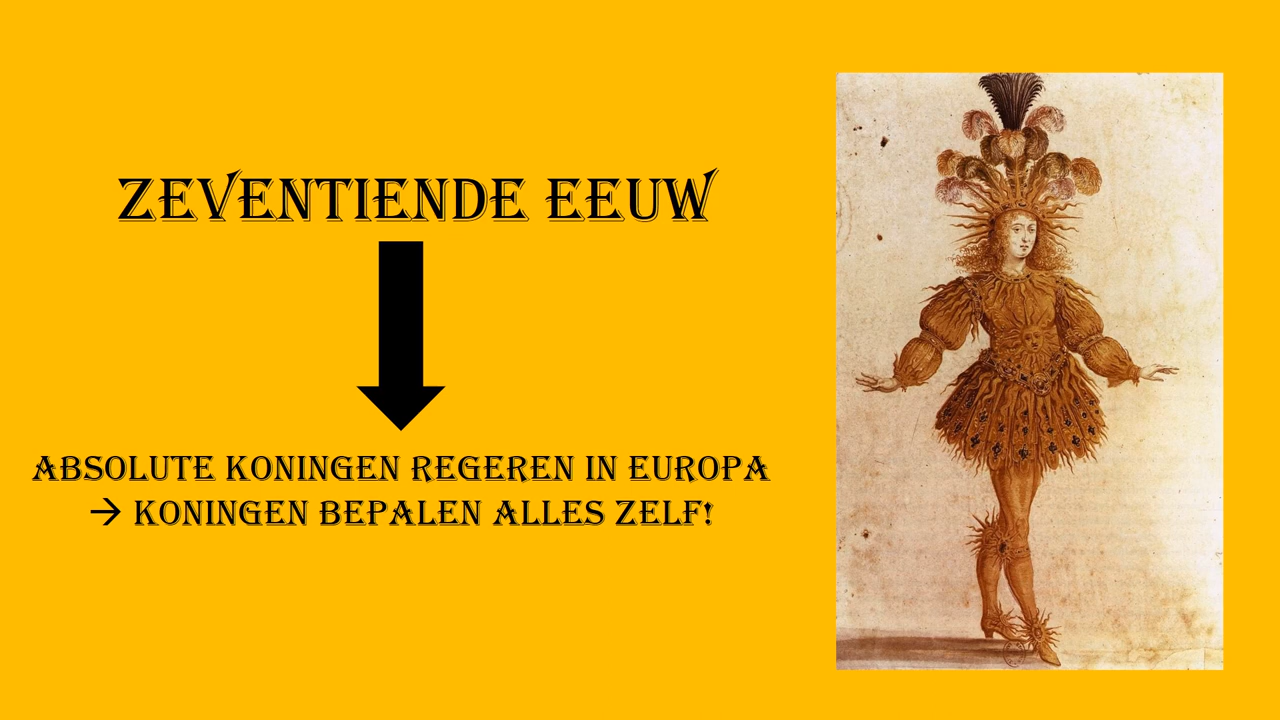 ZEVENTIENDE EEUW
ABSOLUTE KONINGEN REGEREN IN EUROPA
→ KONINGEN BEPALEN ALLES ZELF!